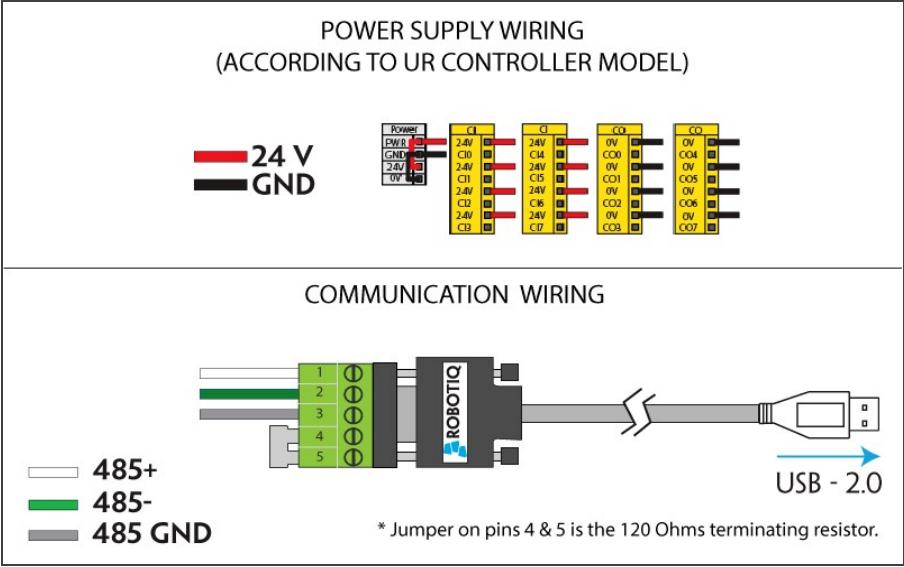 POWER SUPPLY WIRING
(ACCORDING TO UR CONTROLLER MODEL)
24 V
GND
Power
PWR
GND
24V
0V
CI
24V
CI0
24V
CI1
24V
CI2
24V
CI3
CI
24V
CI4
24V
CI5
24V
CI6
24V
CI7
CO
0V
CO0
0V
CO1
0V
CO2
0V
CO3
CO
0V
CO4
0V
CO5
0V
CO6
0V
CO7
COMMUNICATION WIRING
1
2
3
4
5
ROBOTIQ
485+
485-
485 GND
USB - 2.0
* Jumper on pins 4 & 5 is the 120 Ohms terminating resistor.